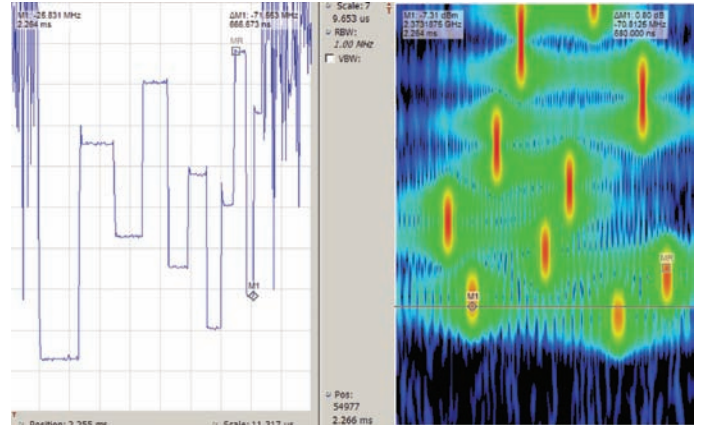 M1: -25.831 MHz
2.264 ms
ΔM1: -71.563 MHz
666.673 ns
MR
M1
T
Position: 2.255 ms
Scale: 11.317 us
Scale: 7
9.653 us
RBW:
1.00 MHz
VBW:
Pos:
54977
2.266 ms
T
M1: -7.31 dBm
2.3731875 GHz
2.264 ms
ΔM1: 0.80 dB
-70.8125 MHz
680.000 ns
MR
M1